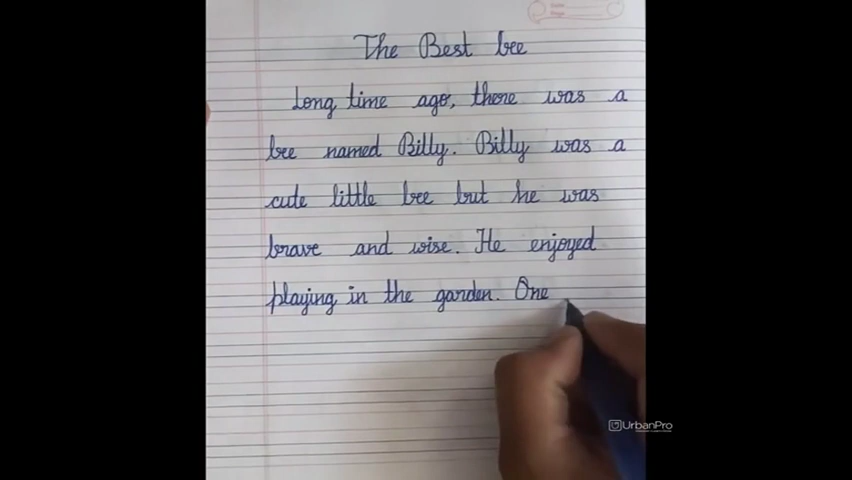 The Best bee
Long time ago, there was a
bee named Billy. Billy was a
cute little bee but he was
brave and wise. He enjoyed
playing in the garden. One
UrbanPro